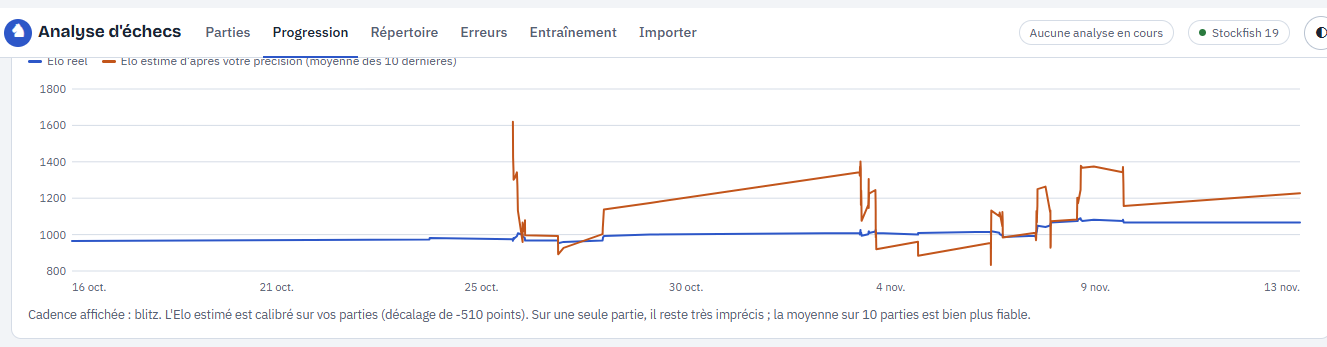 Analyse d'échecs Parties Progression Répertoire Erreurs Entraînement Importer Aucune analyse en cours Stockfish 19
Elo réel Elo estimé d'après votre précision (moyenne des 10 dernières)
1800
1600
1400
1200
1000
800
16 oct. 21 oct. 25 oct. 30 oct. 4 nov. 9 nov. 13 nov.
Cadence affichée : blitz. L'Elo estimé est calibré sur vos parties (décalage de -510 points). Sur une seule partie, il reste très imprécis ; la moyenne sur 10 parties est bien plus fiable.